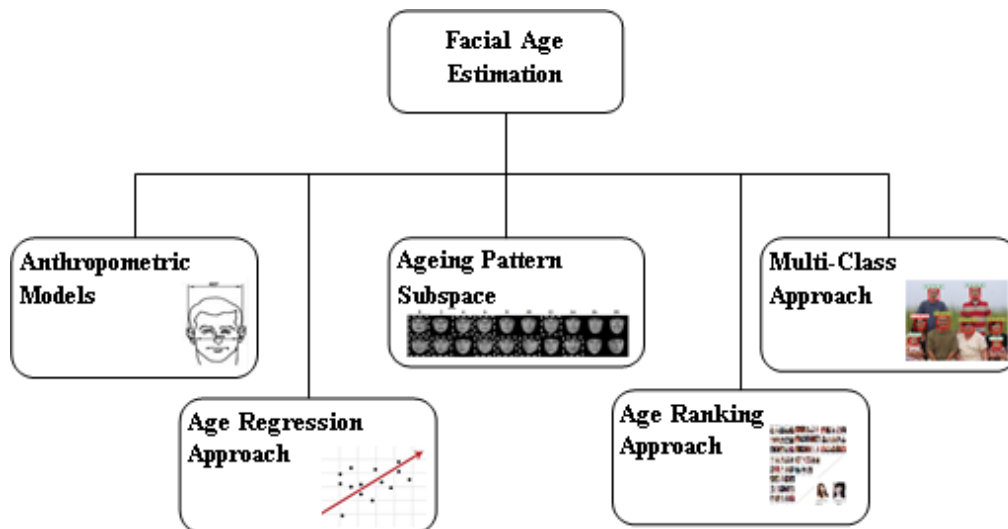 Facial Age
Estimation
Anthropometric
Models
Ageing Pattern
Subspace
Multi-Class
Approach
Age Regression
Approach
Age Ranking
Approach